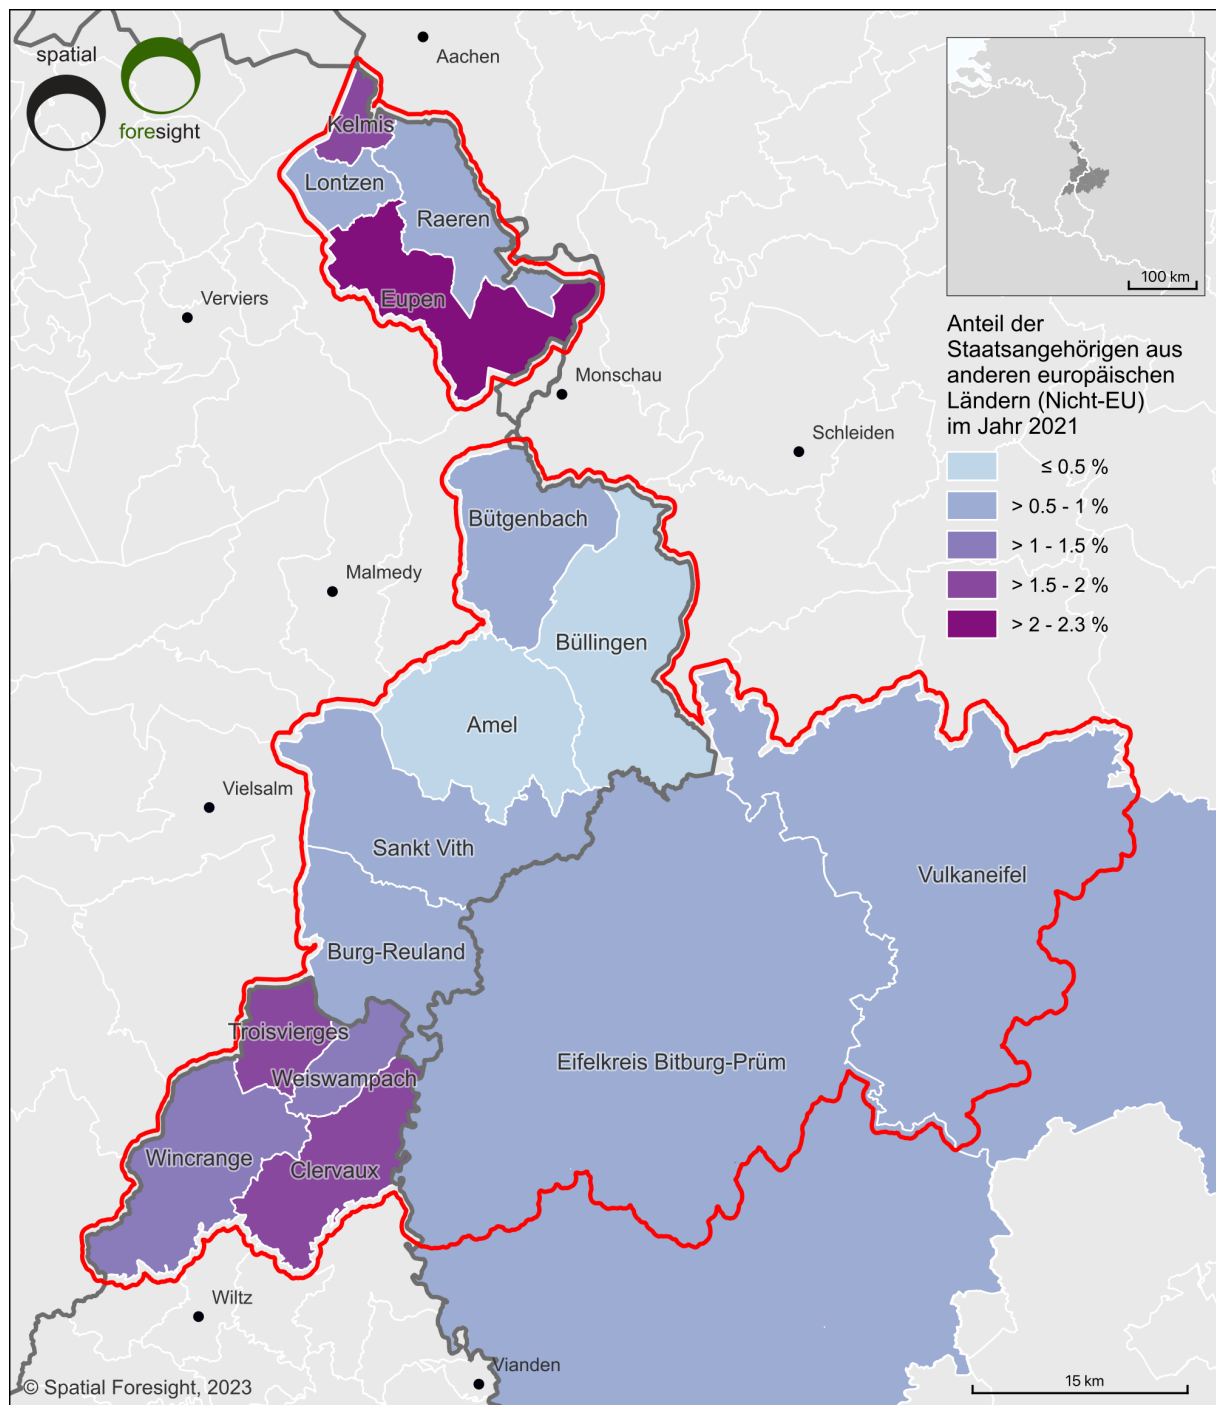 spatial
foresight
Aachen
Kelmis
Lontzen
Raeren
Eupen
Verviers
Monschau
Schleiden
Bütgenbach
Malmedy
Büllingen
Amel
Vielsalm
Sankt Vith
Vulkaneifel
Burg-Reuland
Troisvierges
Eifelkreis Bitburg-Prüm
Weiswampach
Wincrange
Clervaux
Wiltz
Vianden
© Spatial Foresight, 2023
100 km
Anteil der
Staatsangehörigen aus
anderen europäischen
Ländern (Nicht-EU)
im Jahr 2021
≤ 0.5 %
> 0.5 - 1 %
> 1 - 1.5 %
> 1.5 - 2 %
> 2 - 2.3 %
15 km